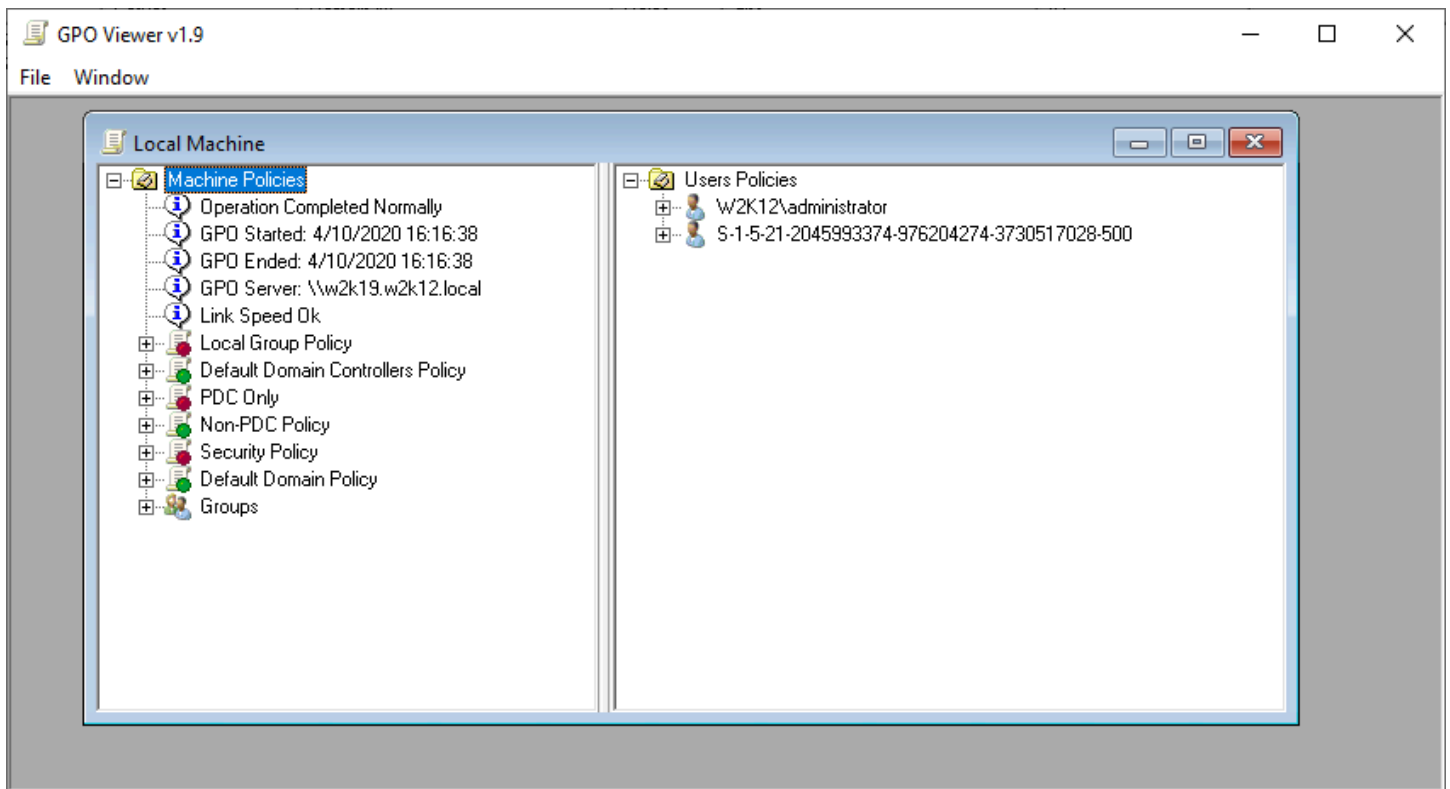 GPO Viewer v1.9
File Window
Local Machine
Machine Policies
Operation Completed Normally
GPO Started: 4/10/2020 16:16:38
GPO Ended: 4/10/2020 16:16:38
GPO Server: \\w2k19.w2k12.local
Link Speed Ok
Local Group Policy
Default Domain Controllers Policy
PDC Only
Non-PDC Policy
Security Policy
Default Domain Policy
Groups
Users Policies
W2K12\administrator
S-1-5-21-2045993374-976204274-3730517028-500